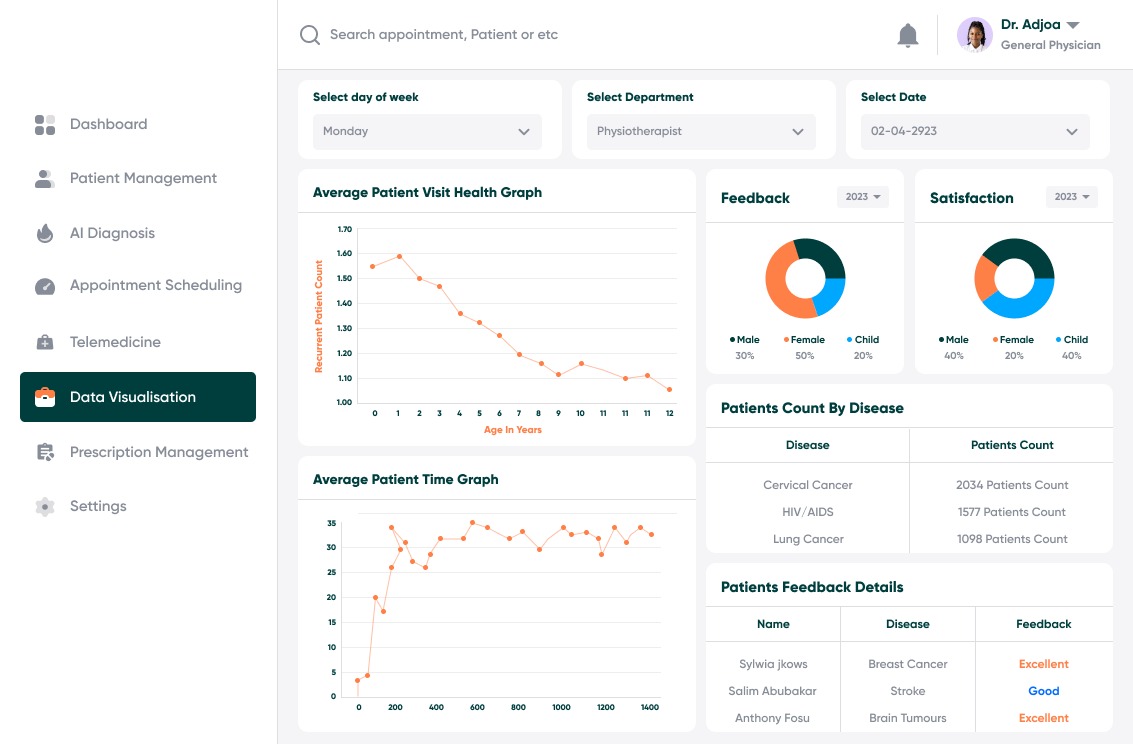 Search appointment, Patient or etc
Dr. Adjoa
General Physician
Dashboard
Patient Management
AI Diagnosis
Appointment Scheduling
Telemedicine
Data Visualisation
Prescription Management
Settings
Select day of week
Monday
Select Department
Physiotherapist
Select Date
02-04-2923
Average Patient Visit Health Graph
Recurrent Patient Count
1.70
1.60
1.50
1.40
1.30
1.20
1.10
1.00
0 1 2 3 4 5 6 7 8 9 10 11 11 11 12
Age In Years
Feedback
2023
Male Female Child
30% 50% 20%
Satisfaction
2023
Male Female Child
40% 20% 40%
Average Patient Time Graph
35
30
25
20
15
10
5
0
0 200 400 600 800 1000 1200 1400
Patients Count By Disease
Disease Patients Count
Cervical Cancer 2034 Patients Count
HIV/AIDS 1577 Patients Count
Lung Cancer 1098 Patients Count
Patients Feedback Details
Name Disease Feedback
Sylwia jkows Breast Cancer Excellent
Salim Abubakar Stroke Good
Anthony Fosu Brain Tumours Excellent